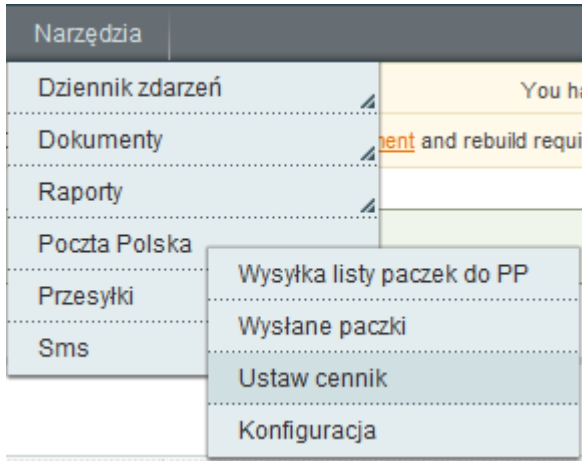 Narzędzia
Dziennik zdarzeń
You ha
Dokumenty
ment and rebuild requi
Raporty
Poczta Polska
Wysyłka listy paczek do PP
Przesyłki
Wysłane paczki
Sms
Ustaw cennik
Konfiguracja